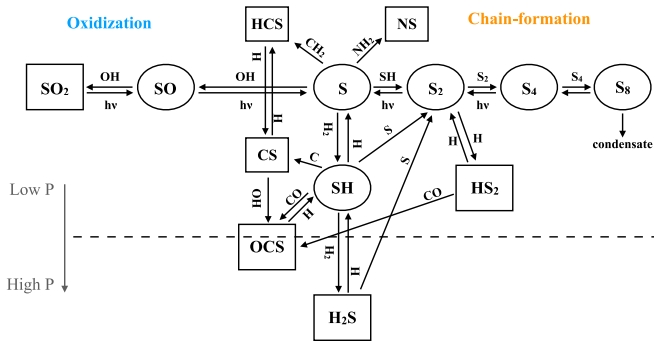 Oxidization
Chain-formation
HCS
NS
CH₂
NH₂
H
H
SO₂
OH
hν
SO
OH
hν
S
SH
hν
S₂
S₂
hν
S₄
S₄
S₈
condensate
H₂
H
S
S
H
H
CS
C
SH
HS₂
CO
HO
CO
H
OCS
Low P
High P
H₂
H
H₂S